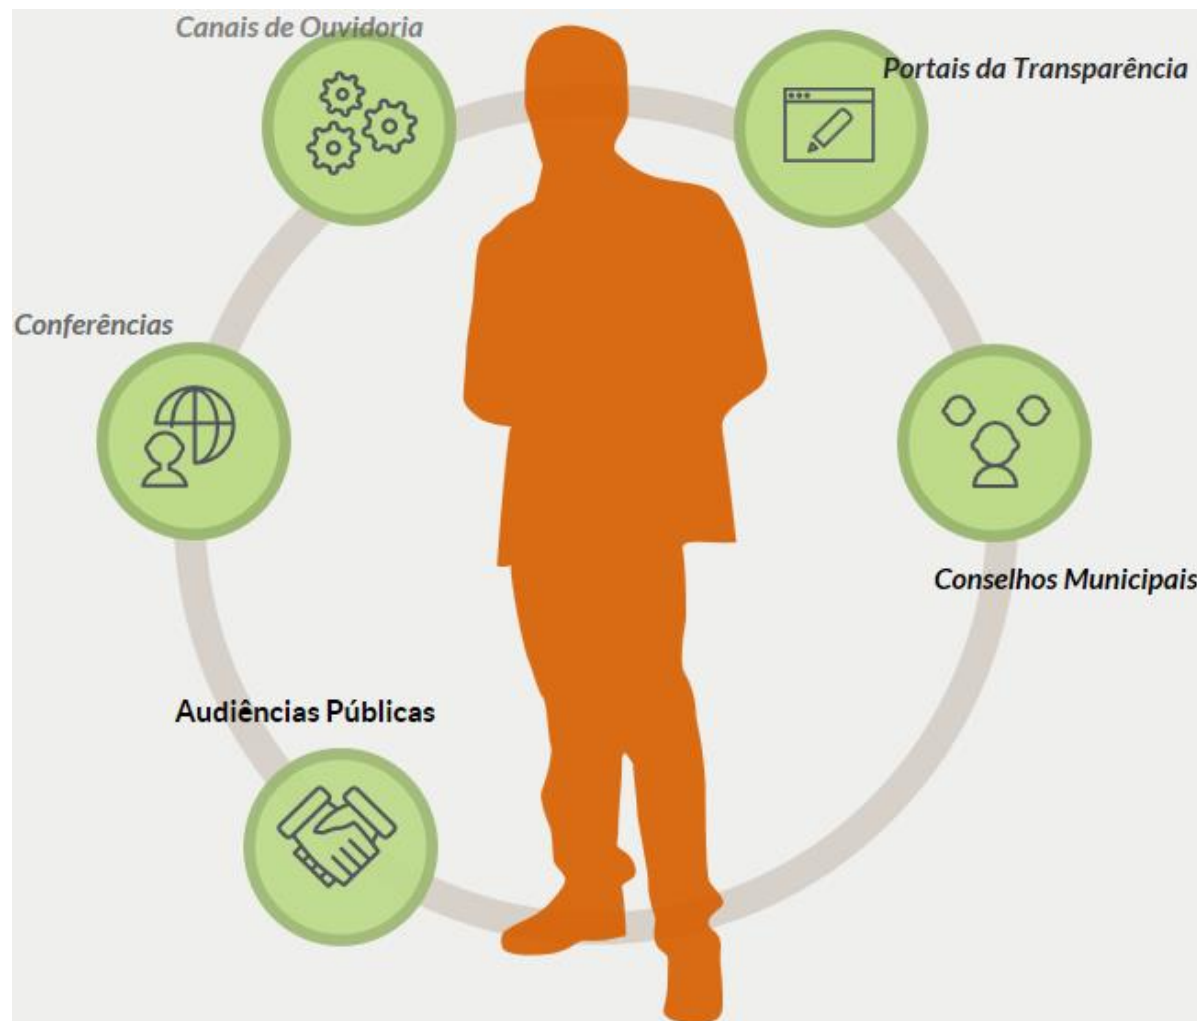 Canais de Ouvidoria
Portais da Transparência
Conferências
Conselhos Municipais
Audiências Públicas